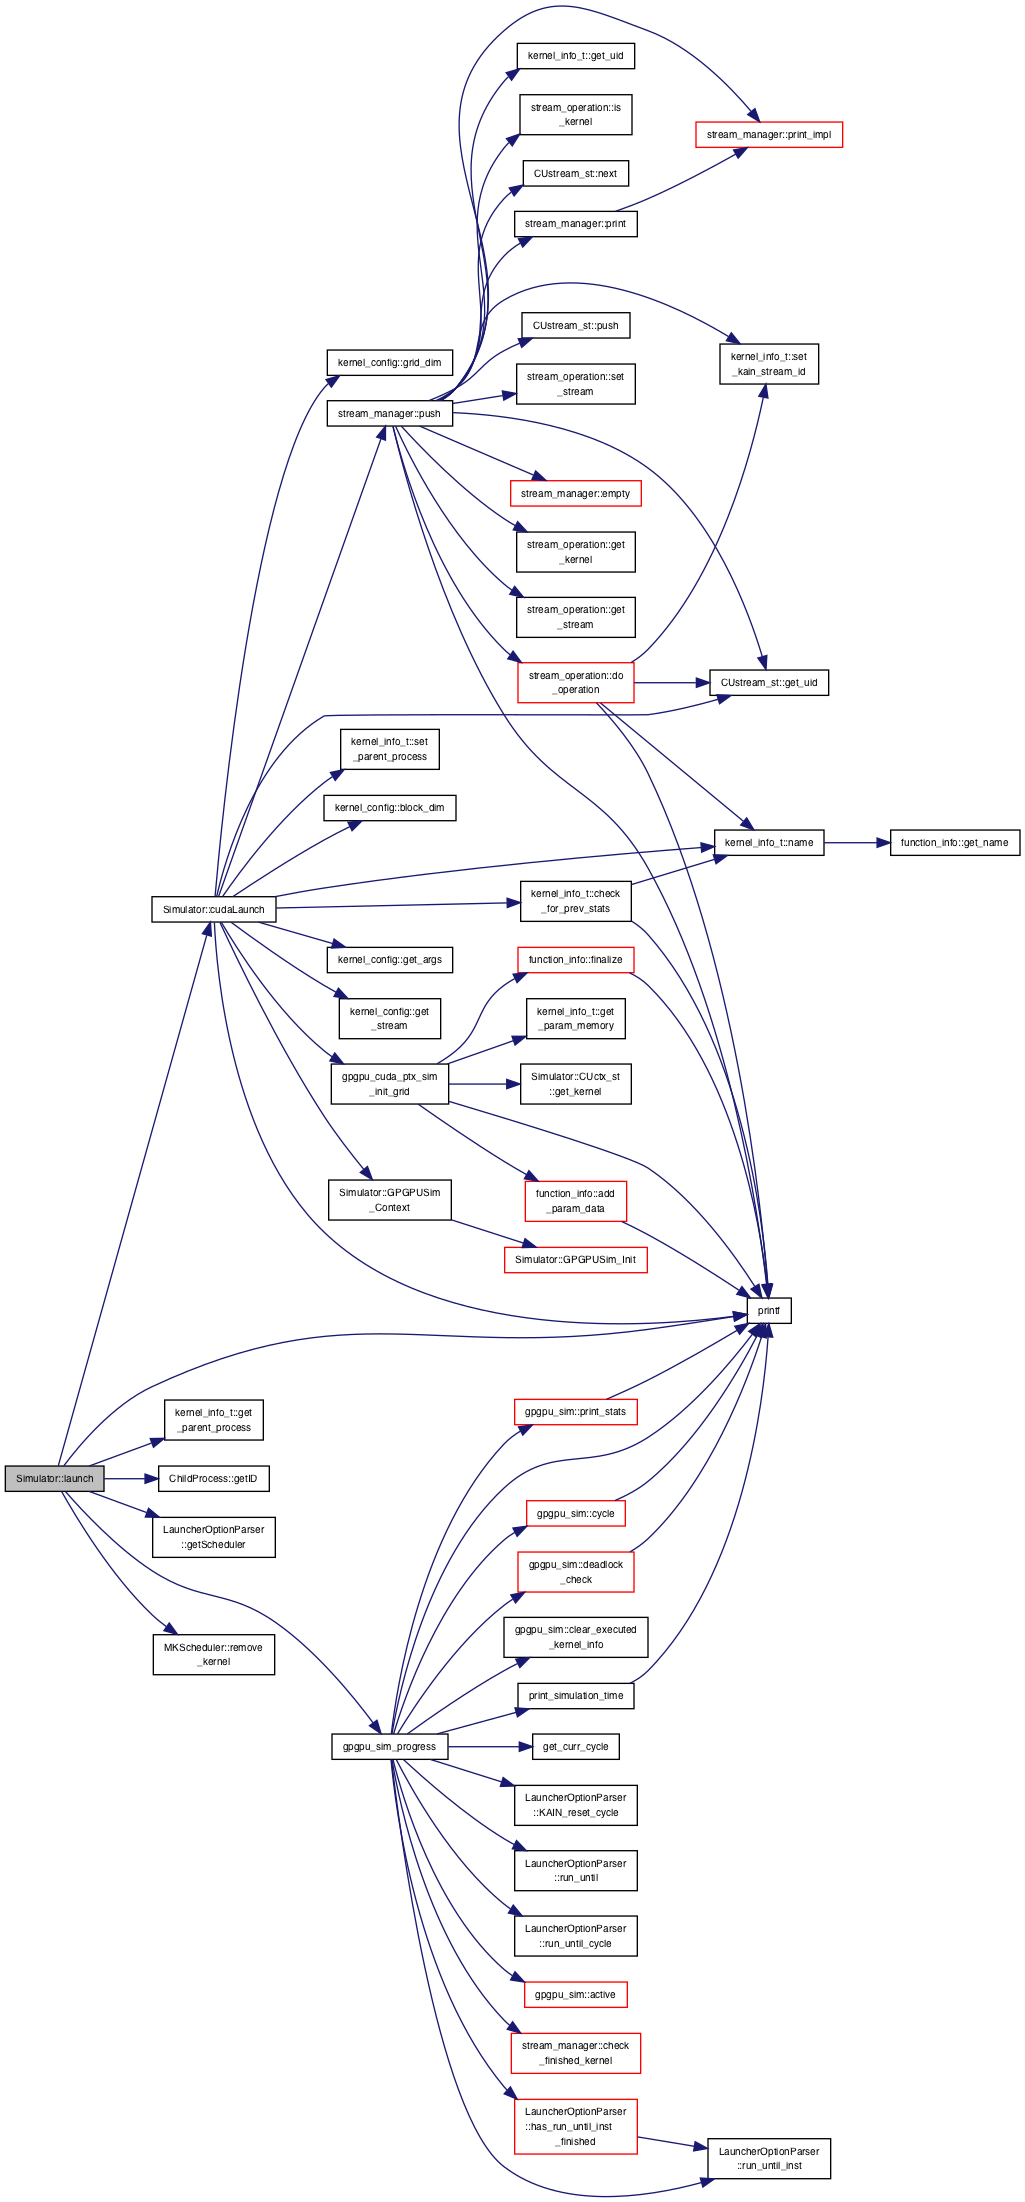 kernel_info_t::get_uid
stream_operation::is
_kernel
stream_manager::print_impl
CUstream_st::next
stream_manager::print
CUstream_st::push
kernel_config::grid_dim
kernel_info_t::set
_kain_stream_id
stream_operation::set
_stream
stream_manager::push
stream_manager::empty
stream_operation::get
_kernel
stream_operation::get
_stream
stream_operation::do
_operation
CUstream_st::get_uid
kernel_info_t::set
_parent_process
kernel_config::block_dim
kernel_info_t::name
function_info::get_name
Simulator::cudaLaunch
kernel_info_t::check
_for_prev_stats
kernel_config::get_args
function_info::finalize
kernel_config::get
_stream
kernel_info_t::get
_param_memory
gpgpu_cuda_ptx_sim
_init_grid
Simulator::CUctx_st
::get_kernel
Simulator::GPGPUSim
_Context
function_info::add
_param_data
Simulator::GPGPUSim_Init
printf
kernel_info_t::get
_parent_process
gpgpu_sim::print_stats
Simulator::launch
ChildProcess::getID
gpgpu_sim::cycle
LauncherOptionParser
::getScheduler
gpgpu_sim::deadlock
_check
MKScheduler::remove
_kernel
gpgpu_sim::clear_executed
_kernel_info
print_simulation_time
gpgpu_sim_progress
get_curr_cycle
LauncherOptionParser
::KAIN_reset_cycle
LauncherOptionParser
::run_until
LauncherOptionParser
::run_until_cycle
gpgpu_sim::active
stream_manager::check
_finished_kernel
LauncherOptionParser
::has_run_until_inst
_finished
LauncherOptionParser
::run_until_inst